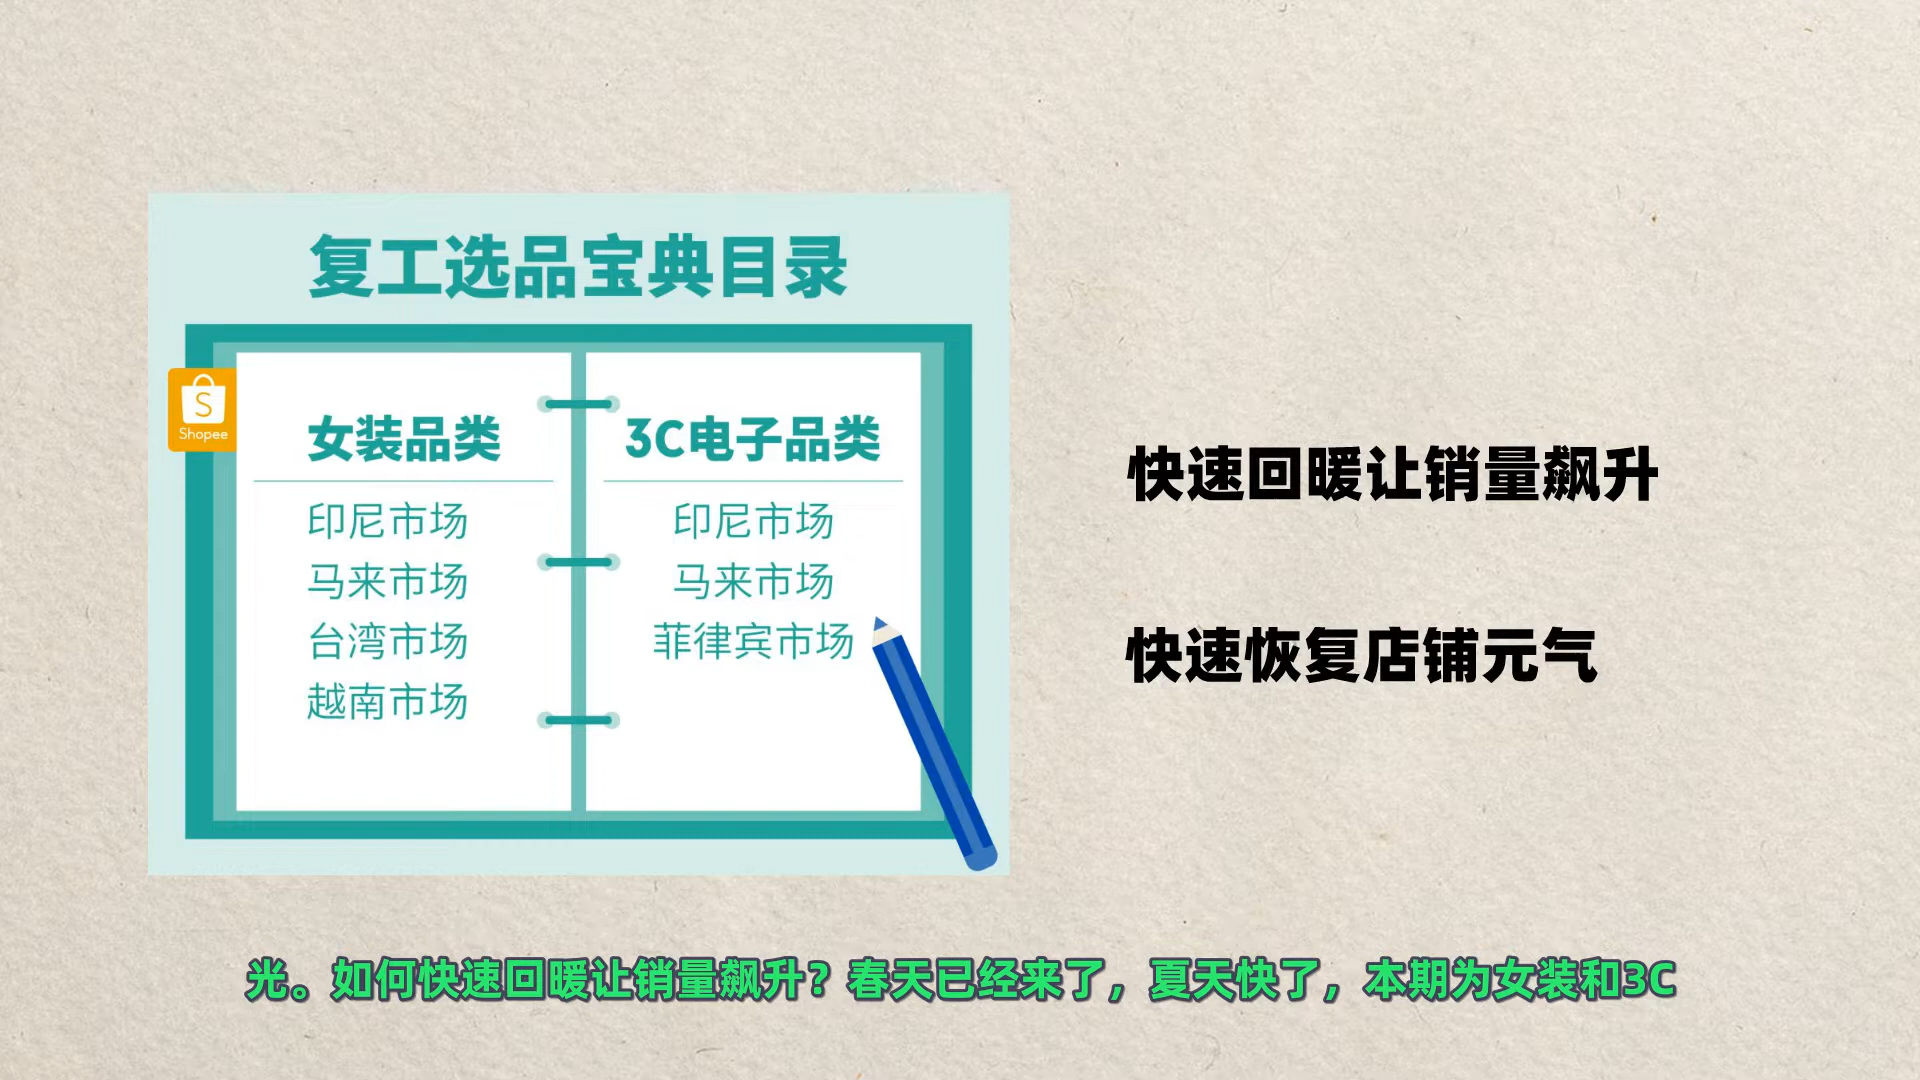 复工选品宝典目录
S
Shopee
女装品类
印尼市场
马来市场
台湾市场
越南市场
3C电子品类
印尼市场
马来市场
菲律宾市场
快速回暖让销量飙升
快速恢复店铺元气
光。如何快速回暖让销量飙升？春天已经来了，夏天快了，本期为女装和3C